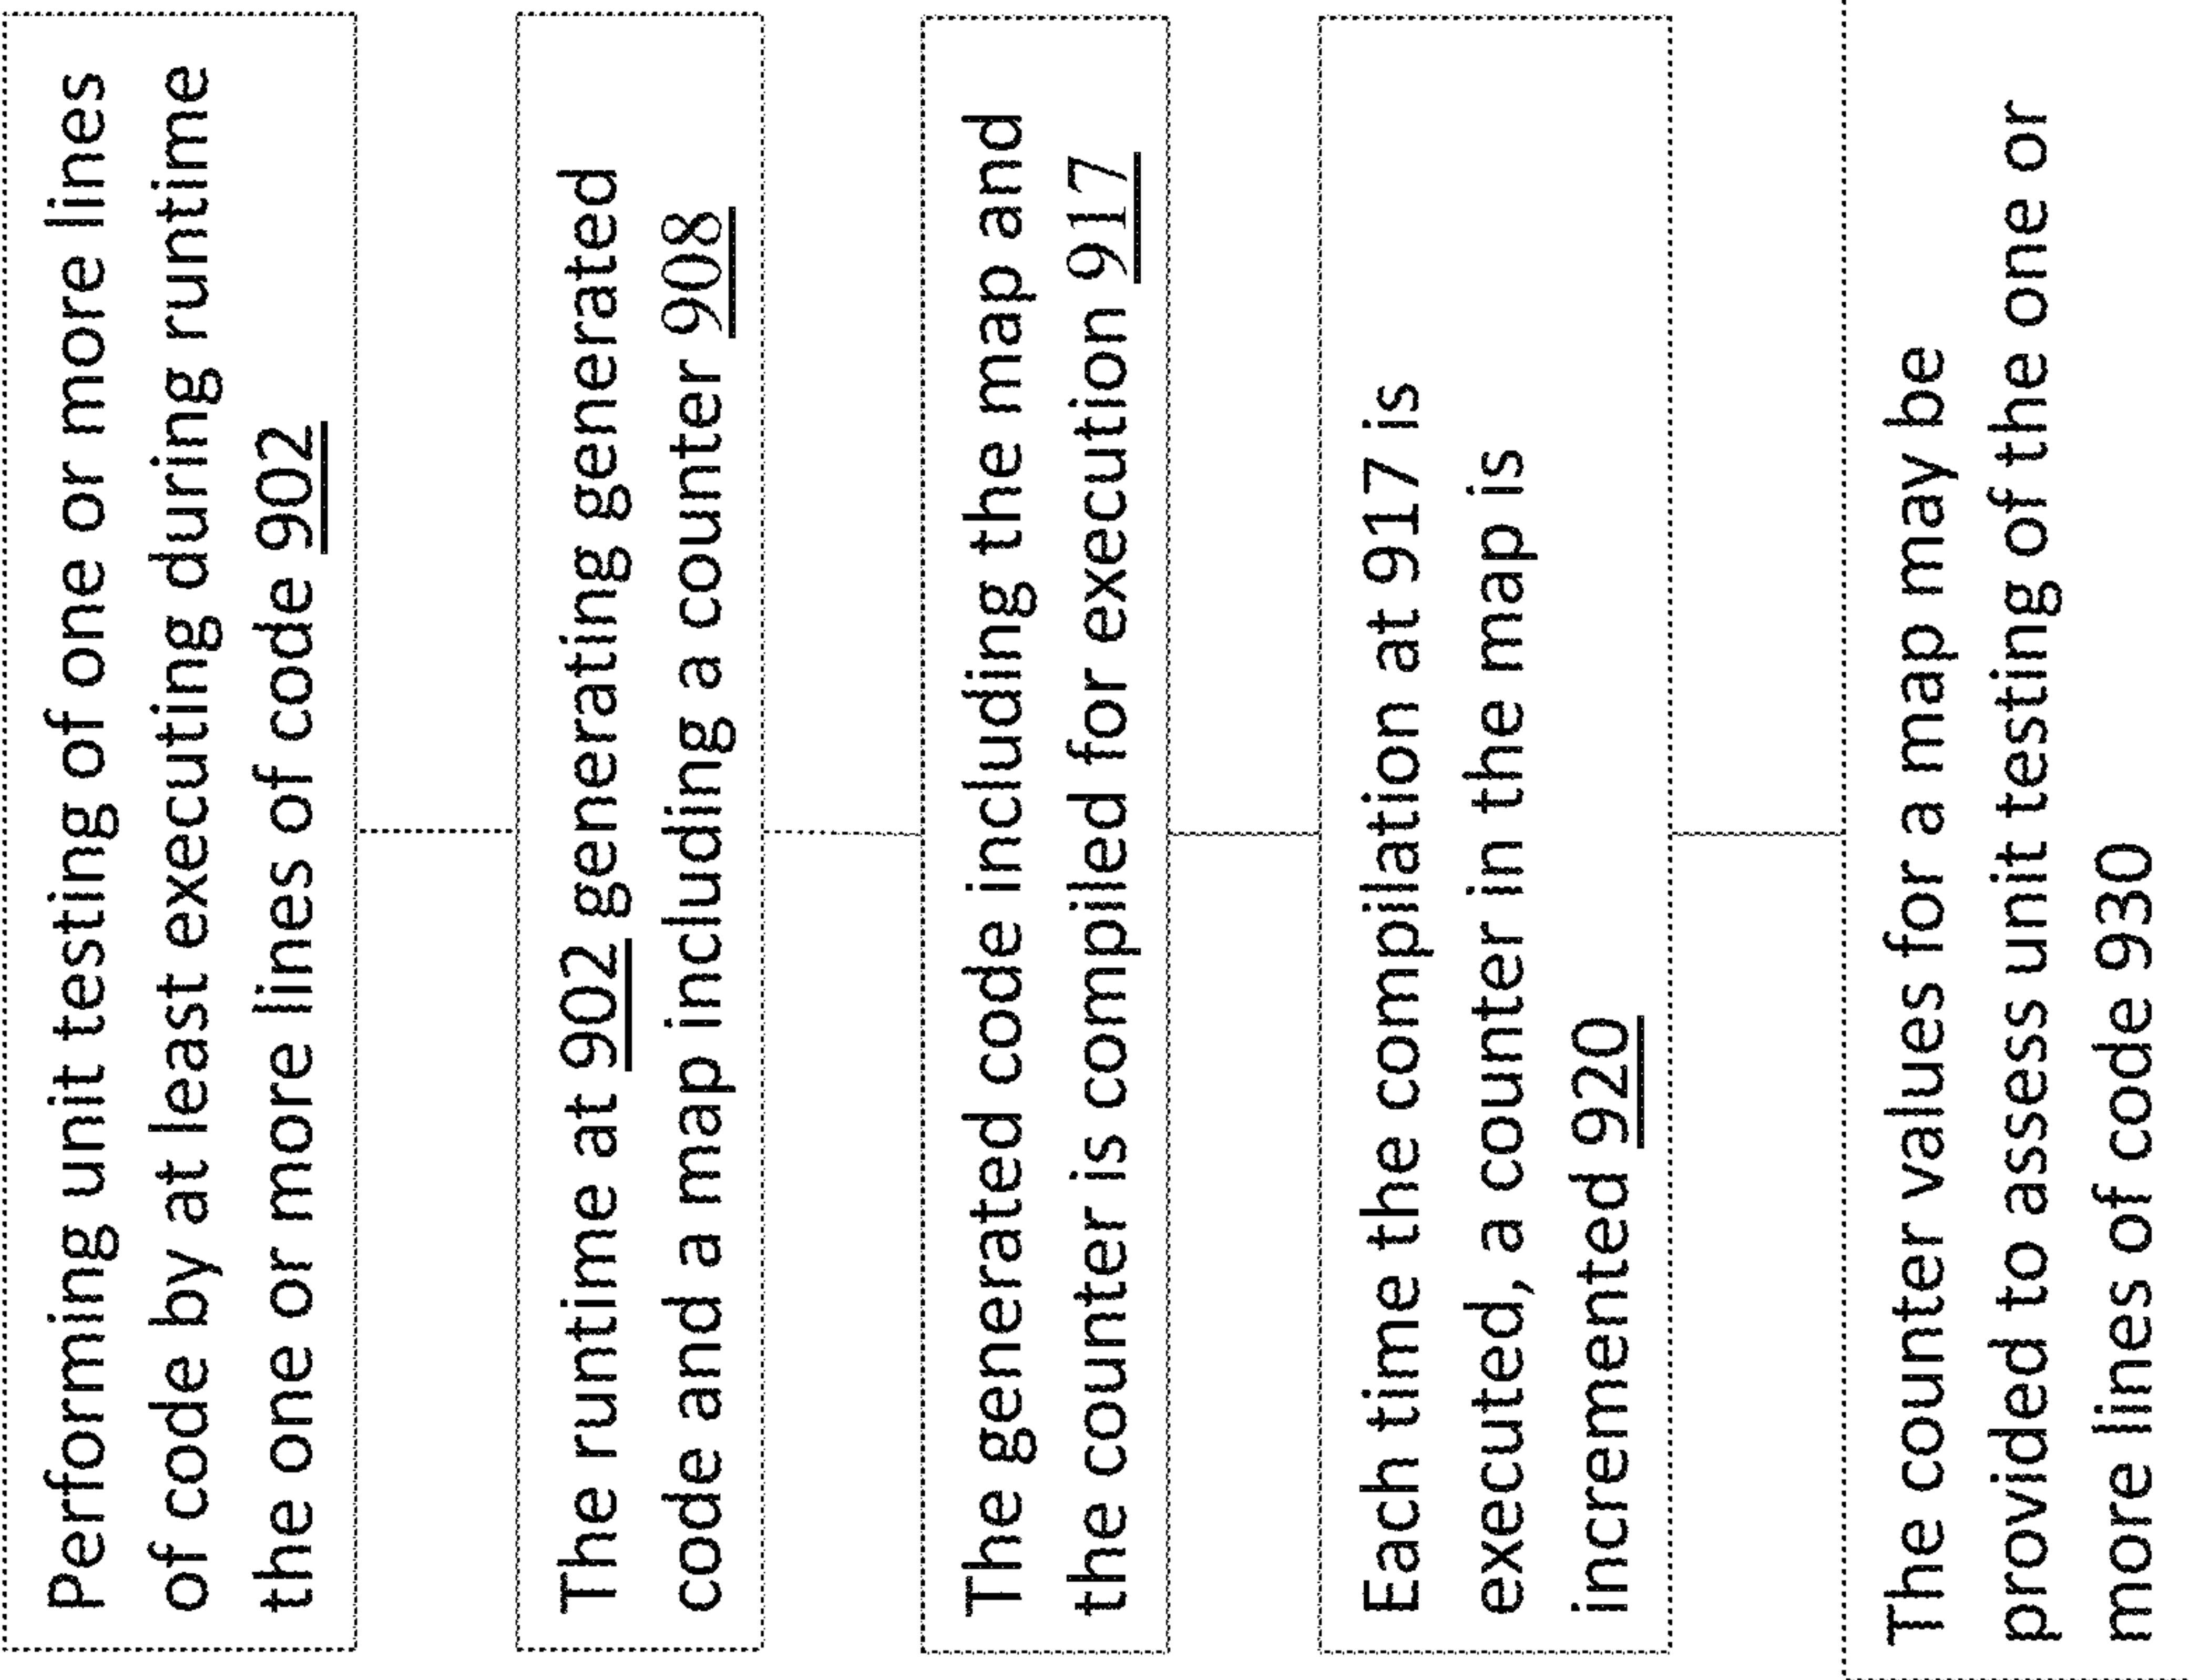 Performing unit testing of one or more lines
of code by at least executing during runtime
the one or more lines of code 902
The runtime at 902 generating generated
code and a map including a counter 908
The generated code including the map and
the counter is compiled for execution 917
Each time the compilation at 917 is
executed, a counter in the map is
incremented 920
The counter values for a map may be
provided to assess unit testing of the one or
more lines of code 930